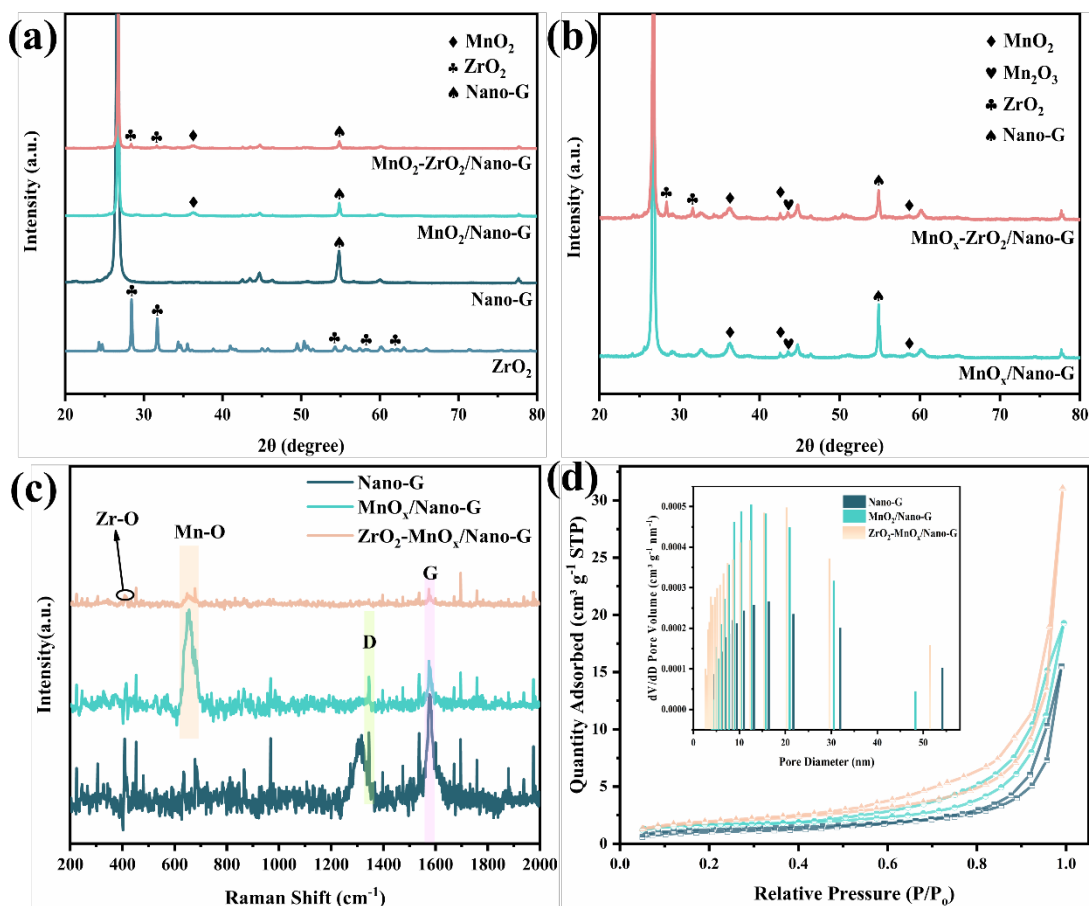 (a)
♦ MnO₂
♣ ZrO₂
♠ Nano-G
♣ ♣ ♦ ♠
MnO₂-ZrO₂/Nano-G
♦ ♠
MnO₂/Nano-G
♠
Nano-G
♣ ♣ ♣ ♣ ♣
ZrO₂
Intensity (a.u.)
20 30 40 50 60 70 80
2θ (degree)
(b)
♦ MnO₂
♥ Mn₂O₃
♣ ZrO₂
♠ Nano-G
♣ ♣ ♦ ♦ ♥ ♠ ♦
MnOₓ-ZrO₂/Nano-G
♦ ♦ ♥ ♠ ♦
MnOₓ/Nano-G
Intensity (a.u.)
20 30 40 50 60 70 80
2θ (degree)
(c)
Nano-G
MnOₓ/Nano-G
ZrO₂-MnOₓ/Nano-G
Zr-O
Mn-O
G
D
Intensity(a.u.)
200 400 600 800 1000 1200 1400 1600 1800 2000
Raman Shift (cm⁻¹)
(d)
Nano-G
MnO₂/Nano-G
ZrO₂-MnOₓ/Nano-G
dV/dD Pore Volume (cm³ g⁻¹ nm⁻¹)
0.0005
0.0004
0.0003
0.0002
0.0001
0.0000
0 10 20 30 40 50
Pore Diameter (nm)
Quantity Adsorbed (cm³ g⁻¹ STP)
30
25
20
15
10
5
0
0.0 0.2 0.4 0.6 0.8 1.0
Relative Pressure (P/P₀)